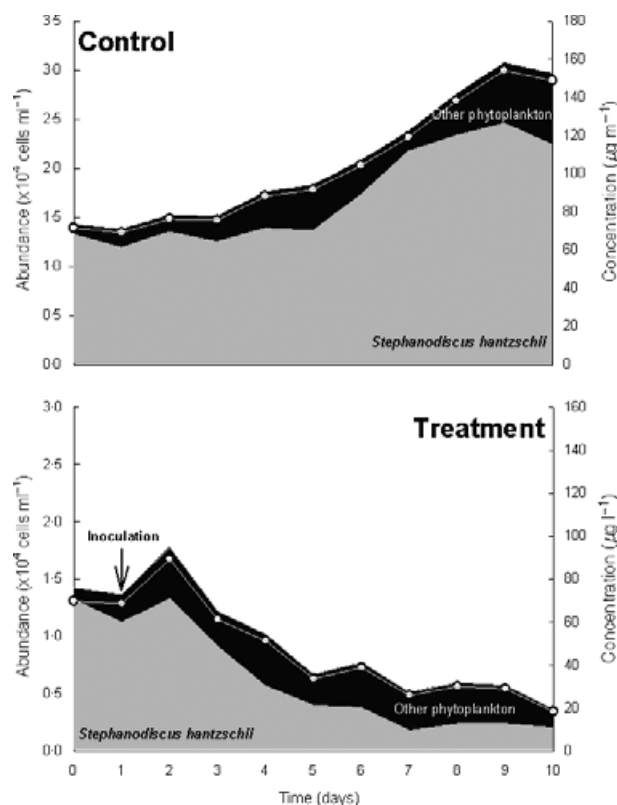 Control
Abundance (x10⁴ cells ml⁻¹)
3·5
3·0
2·5
2·0
1·5
1·0
0·5
0·0
Other phytoplankton
Stephanodiscus hantzschii
180
160
140
120
100
80
60
40
20
0
Concentration (µg m⁻¹)
Treatment
Abundance (x10⁴ cells ml⁻¹)
3·0
2·5
2·0
1·5
1·0
0·5
0·0
Inoculation
Other phytoplankton
Stephanodiscus hantzschii
160
140
120
100
80
60
40
20
0
Concentration (µg l⁻¹)
0 1 2 3 4 5 6 7 8 9 10
Time (days)